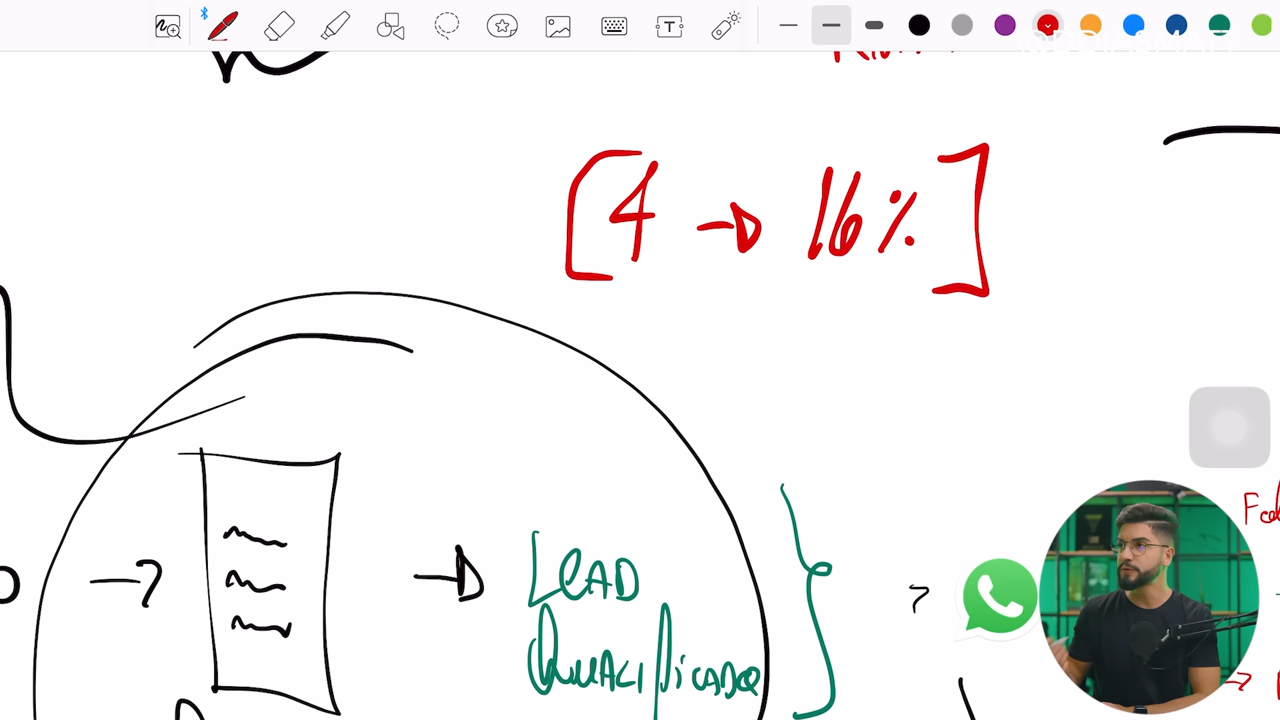 [4 → 16%]
Lead
Qualificado